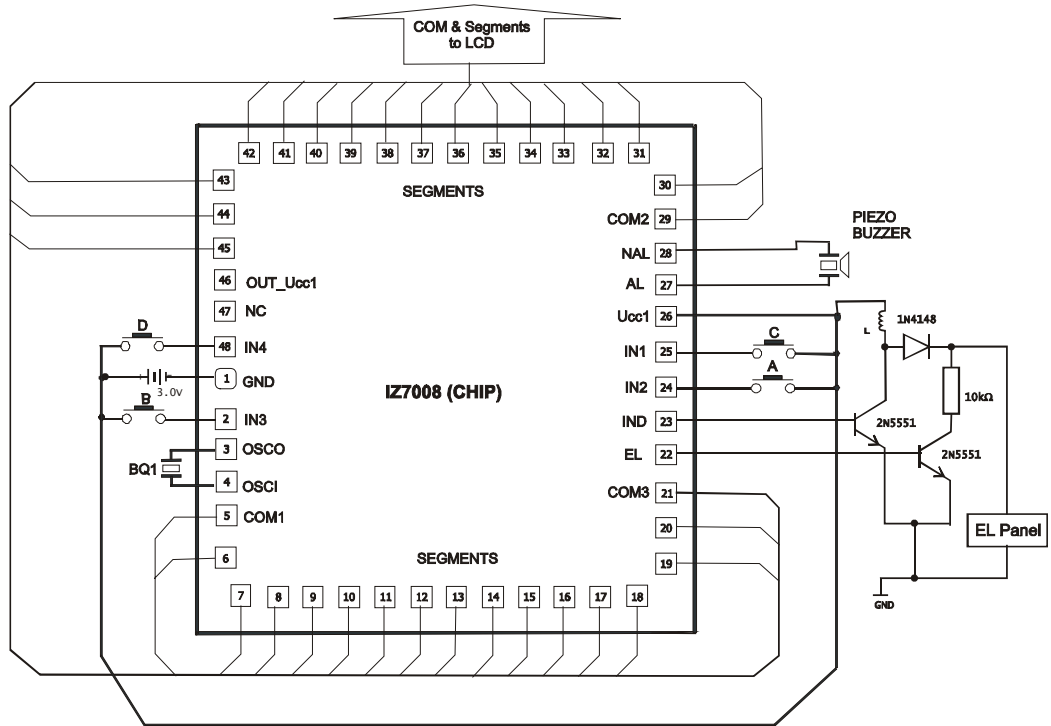 COM & Segments
to LCD
42 41 40 39 38 37 36 35 34 33 32 31
SEGMENTS
43
44
45
46 OUT_Ucc1
47 NC
D
48 IN4
1 GND
+ -
3.0v
B
2 IN3
3 OSCO
BQ1
4 OSCI
5 COM1
6
IZ7008 (CHIP)
30
COM2 29
NAL 28
AL 27
Ucc1 26
IN1 25
IN2 24
IND 23
EL 22
COM3 21
20
19
SEGMENTS
7 8 9 10 11 12 13 14 15 16 17 18
PIEZO
BUZZER
C
A
L
1N4148
10kΩ
2N5551
2N5551
EL Panel
GND